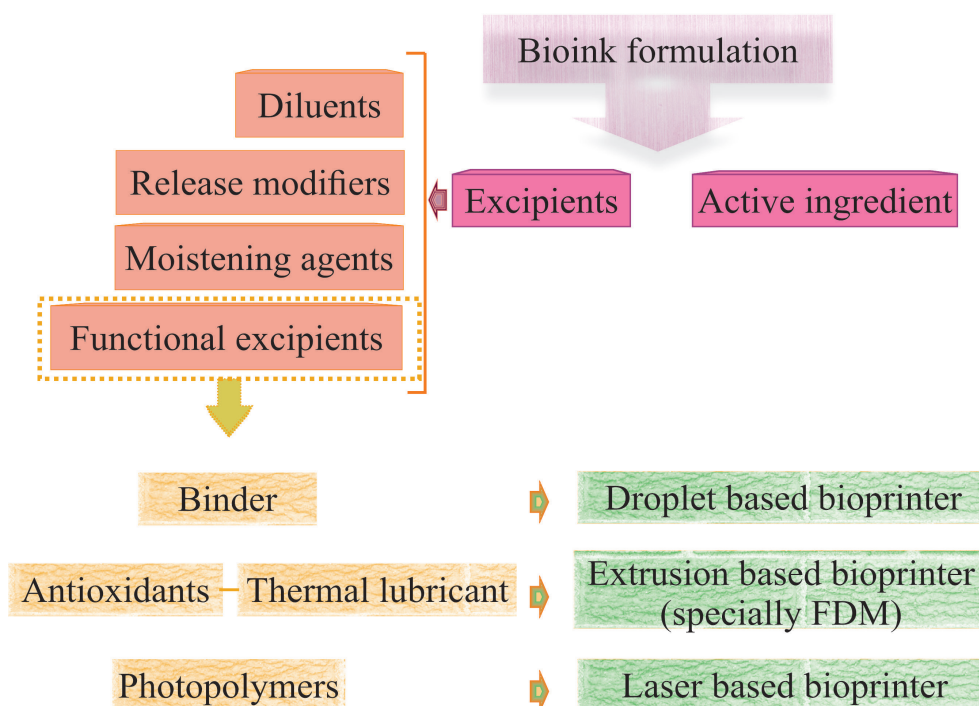 Bioink formulation
Diluents
Release modifiers
Excipients
Active ingredient
Moistening agents
Functional excipients
Binder
Droplet based bioprinter
Antioxidants
Thermal lubricant
Extrusion based bioprinter
(specially FDM)
Photopolymers
Laser based bioprinter